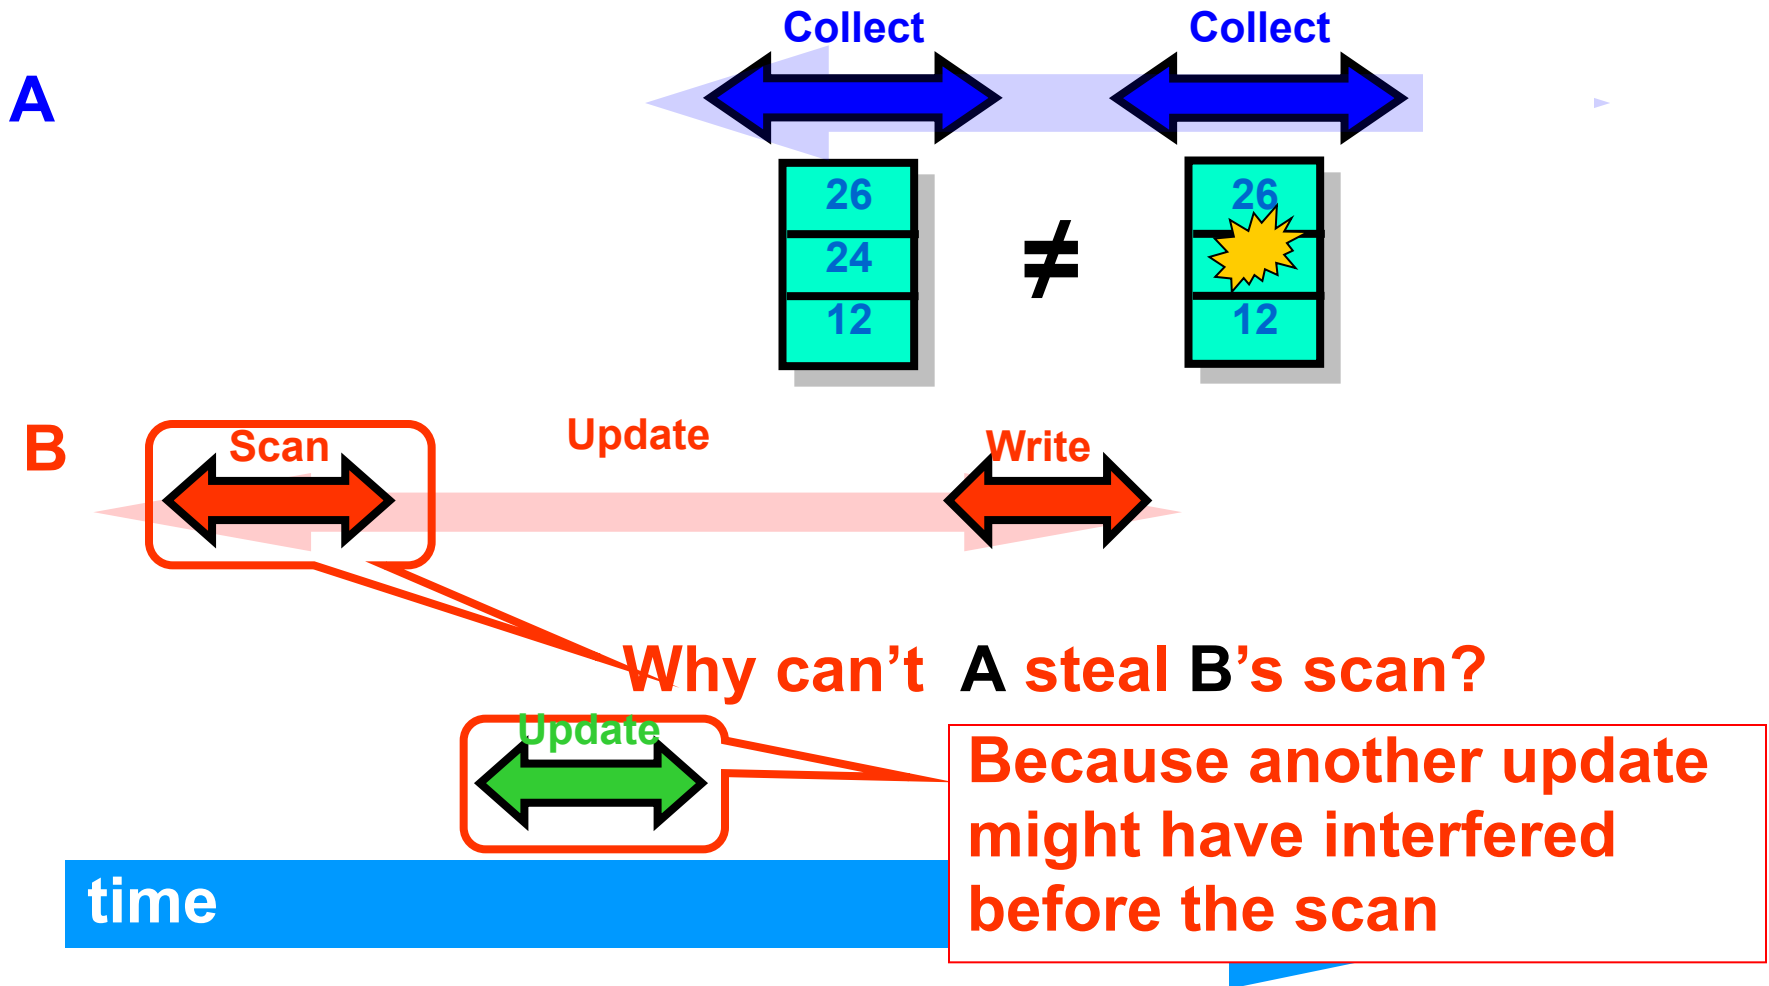 Collect Collect
A
26 26
24 ≠
12 12
B Scan Update Write
Why can't A steal B's scan?
Update
Because another update
might have interfered
before the scan
time